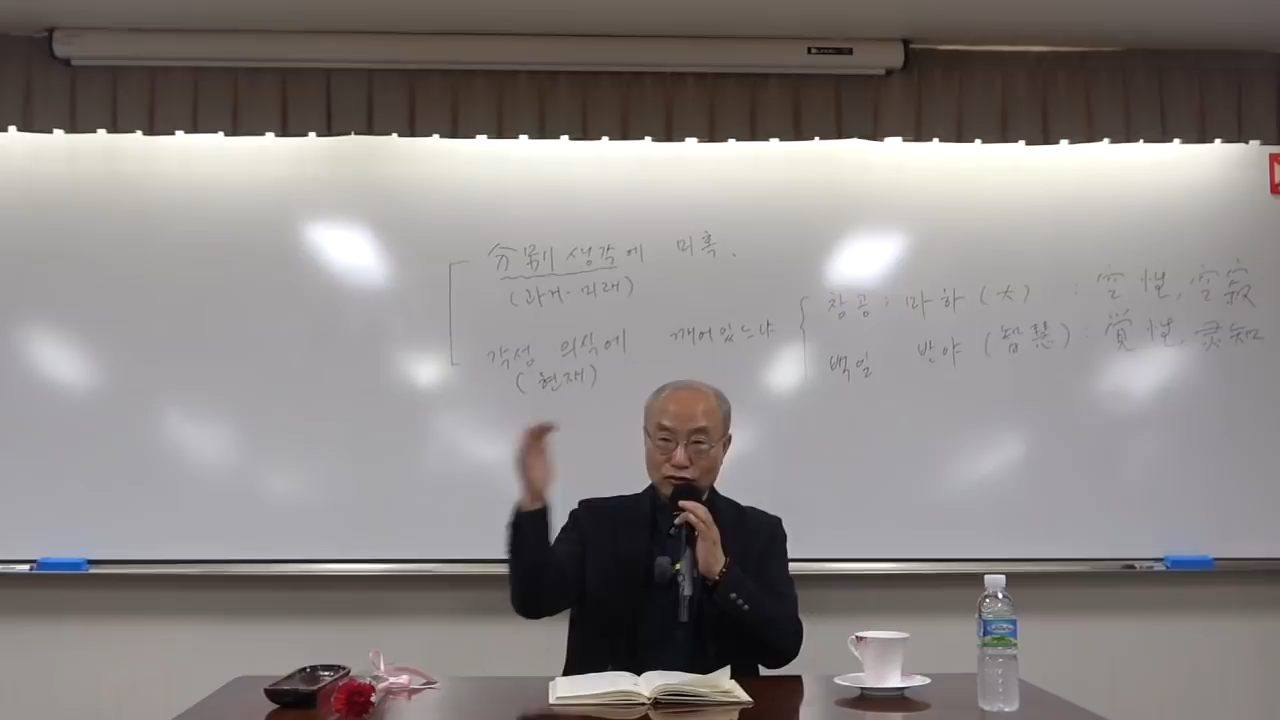 分別 생각에 미혹.
(과거·미래)
각성 의식에 깨어있느냐
(현재)
창공 : 마하 (大) : 空性, 空寂
백일 반야 (智慧) : 覚性, 灵知